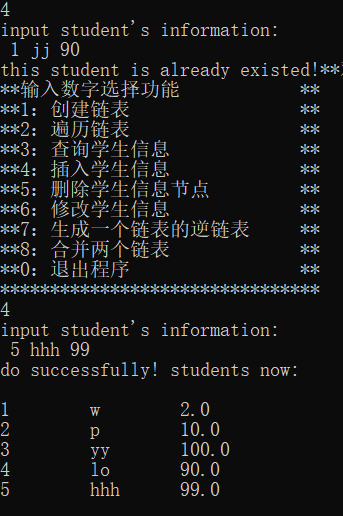 4
input student's information:
1 jj 90
this student is already existed!**
**输入数字选择功能 **
**1: 创建链表 **
**2: 遍历链表 **
**3: 查询学生信息 **
**4: 插入学生信息 **
**5: 删除学生信息节点 **
**6: 修改学生信息 **
**7: 生成一个链表的逆链表 **
**8: 合并两个链表 **
**0: 退出程序 **
********************************
4
input student's information:
5 hhh 99
do successfully! students now:
1 w 2.0
2 p 10.0
3 yy 100.0
4 lo 90.0
5 hhh 99.0